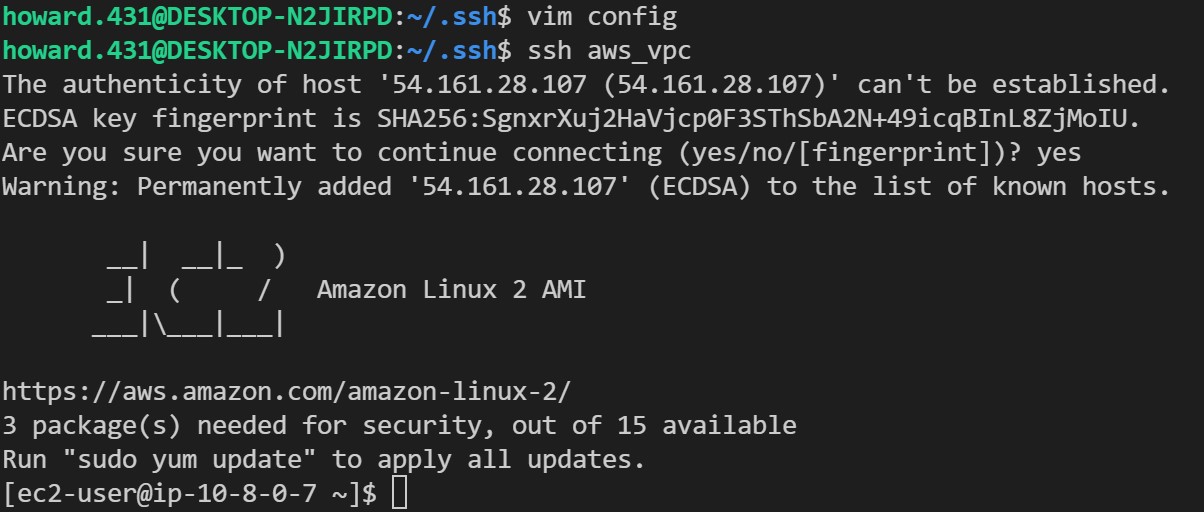 howard.431@DESKTOP-N2JIRPD:~/.ssh$ vim config
howard.431@DESKTOP-N2JIRPD:~/.ssh$ ssh aws_vpc
The authenticity of host '54.161.28.107 (54.161.28.107)' can't be established.
ECDSA key fingerprint is SHA256:SgnxrXuj2HaVjcp0F3SThSbA2N+49icqBInL8ZjMoIU.
Are you sure you want to continue connecting (yes/no/[fingerprint])? yes
Warning: Permanently added '54.161.28.107' (ECDSA) to the list of known hosts.

       __|  __|_  )
       _|  (     /   Amazon Linux 2 AMI
      ___|\___|___|

https://aws.amazon.com/amazon-linux-2/
3 package(s) needed for security, out of 15 available
Run "sudo yum update" to apply all updates.
[ec2-user@ip-10-8-0-7 ~]$